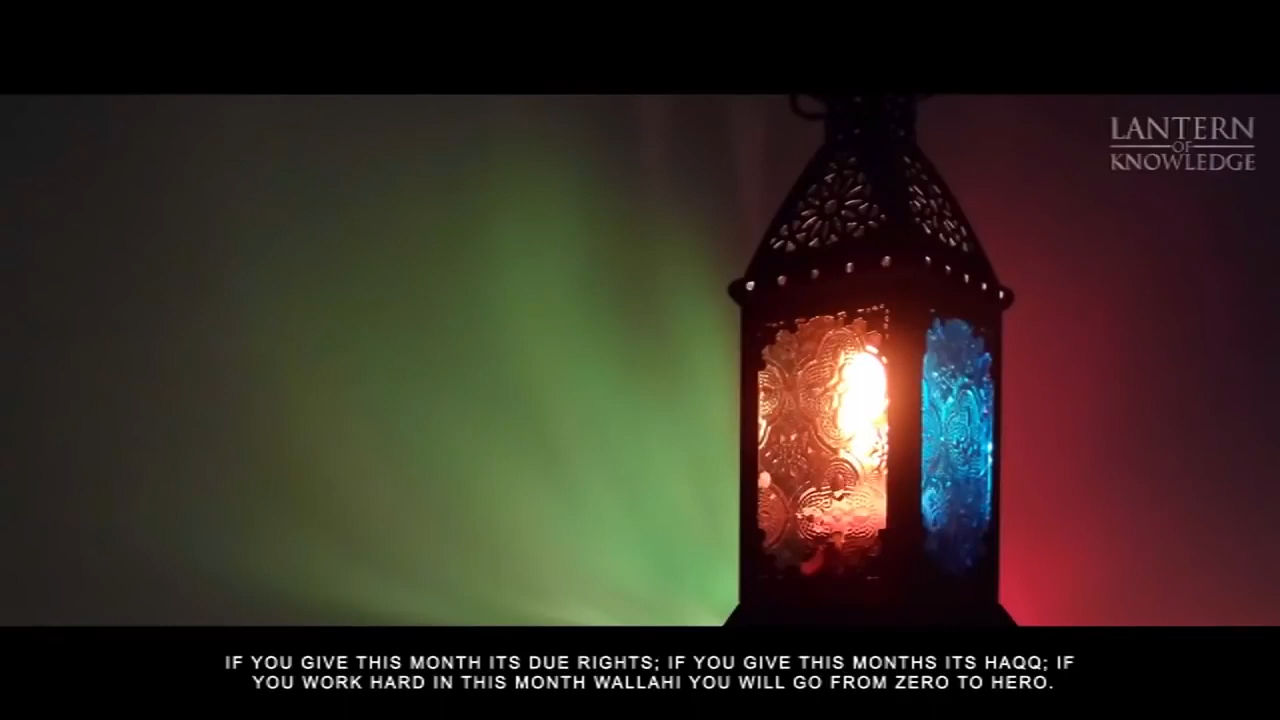 LANTERN
OF
KNOWLEDGE
IF YOU GIVE THIS MONTH ITS DUE RIGHTS; IF YOU GIVE THIS MONTHS ITS HAQQ; IF
YOU WORK HARD IN THIS MONTH WALLAHI YOU WILL GO FROM ZERO TO HERO.